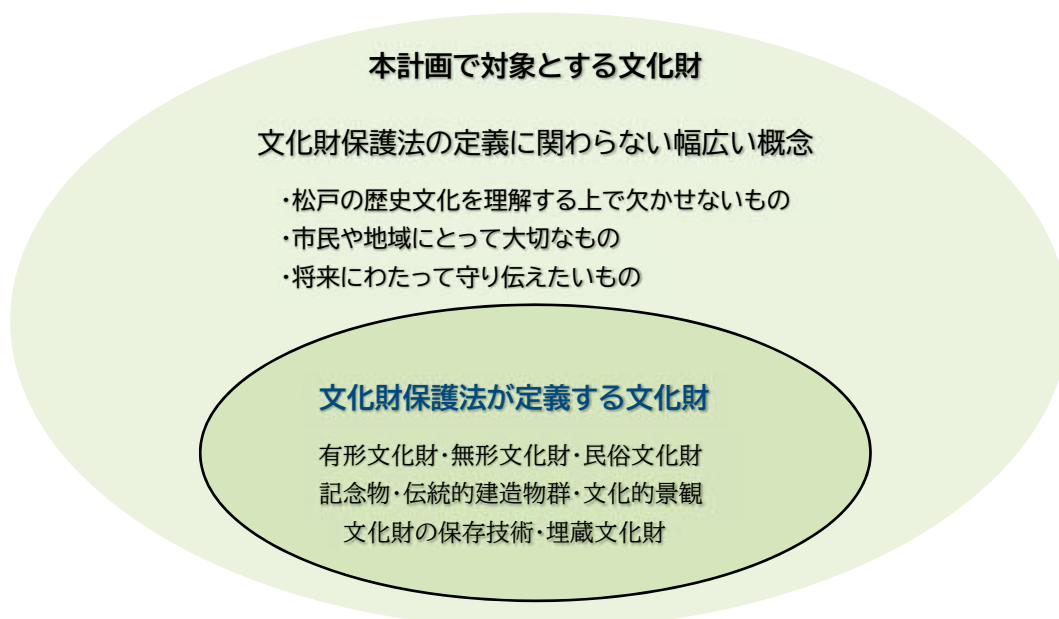 本計画で対象とする文化財
文化財保護法の定義に関わらない幅広い概念
・松戸の歴史文化を理解する上で欠かせないもの
・市民や地域にとって大切なもの
・将来にわたって守り伝えたいもの
文化財保護法が定義する文化財
有形文化財・無形文化財・民俗文化財
記念物・伝統的建造物群・文化的景観
文化財の保存技術・埋蔵文化財